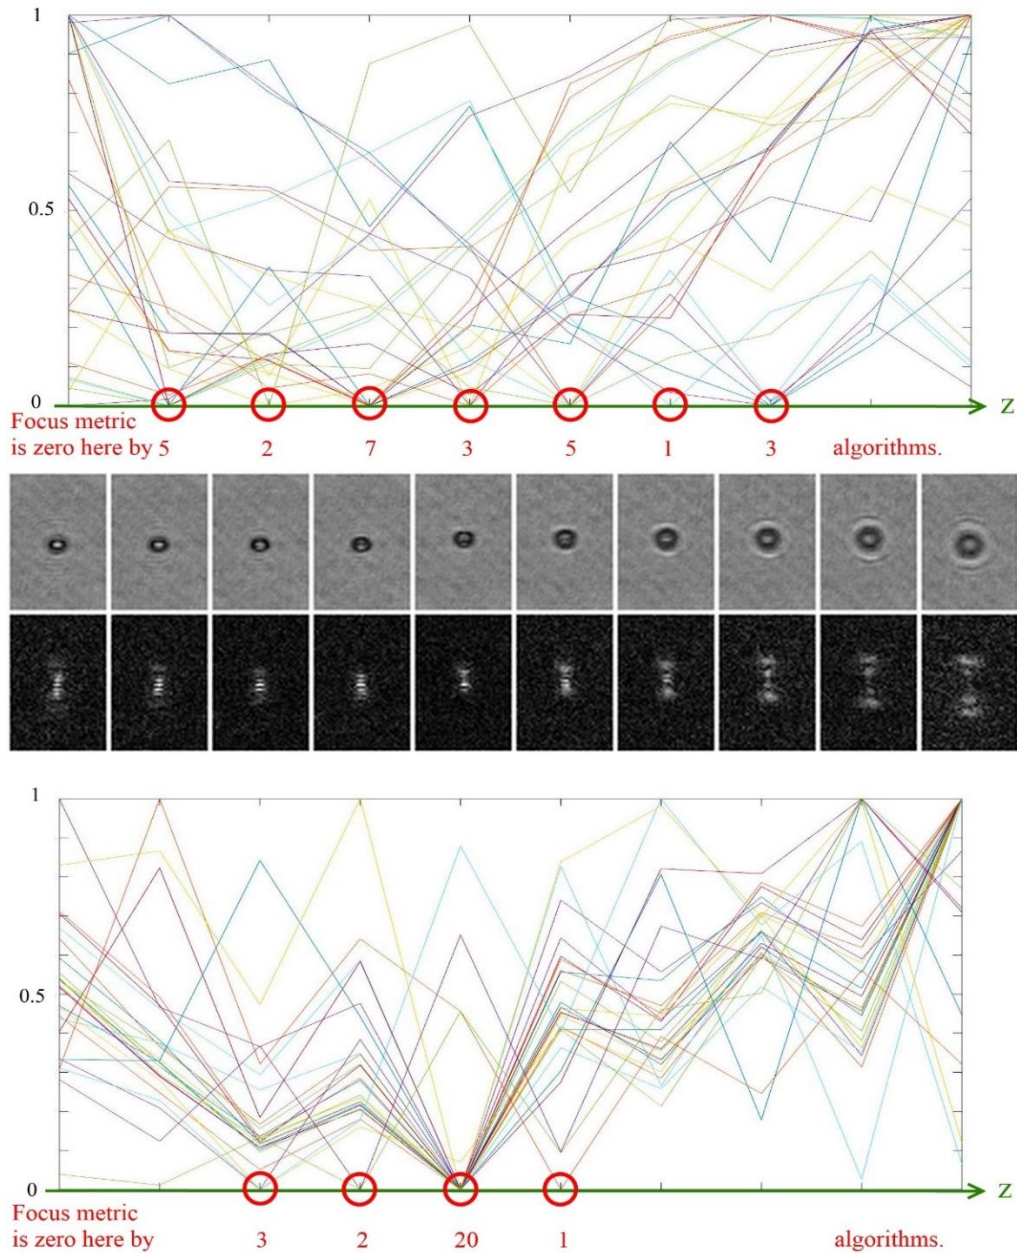 1
0.5
0
Z
Focus metric
is zero here by 5 2 7 3 5 1 3 algorithms.
1
0.5
0
Z
Focus metric
is zero here by 3 2 20 1 algorithms.